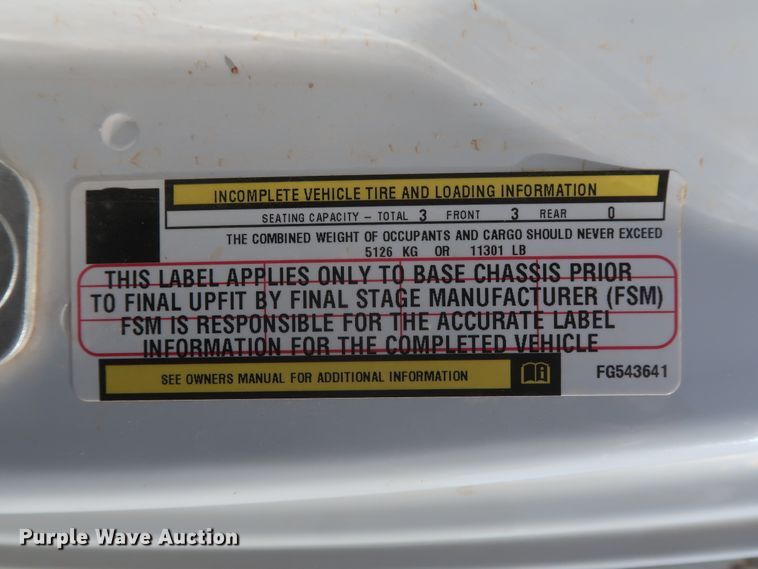 INCOMPLETE VEHICLE TIRE AND LOADING INFORMATION
SEATING CAPACITY – TOTAL 3 FRONT 3 REAR 0
THE COMBINED WEIGHT OF OCCUPANTS AND CARGO SHOULD NEVER EXCEED
5126 KG OR 11301 LB
THIS LABEL APPLIES ONLY TO BASE CHASSIS PRIOR
TO FINAL UPFIT BY FINAL STAGE MANUFACTURER (FSM)
FSM IS RESPONSIBLE FOR THE ACCURATE LABEL
INFORMATION FOR THE COMPLETED VEHICLE
SEE OWNERS MANUAL FOR ADDITIONAL INFORMATION
FG543641
Purple Wave Auction